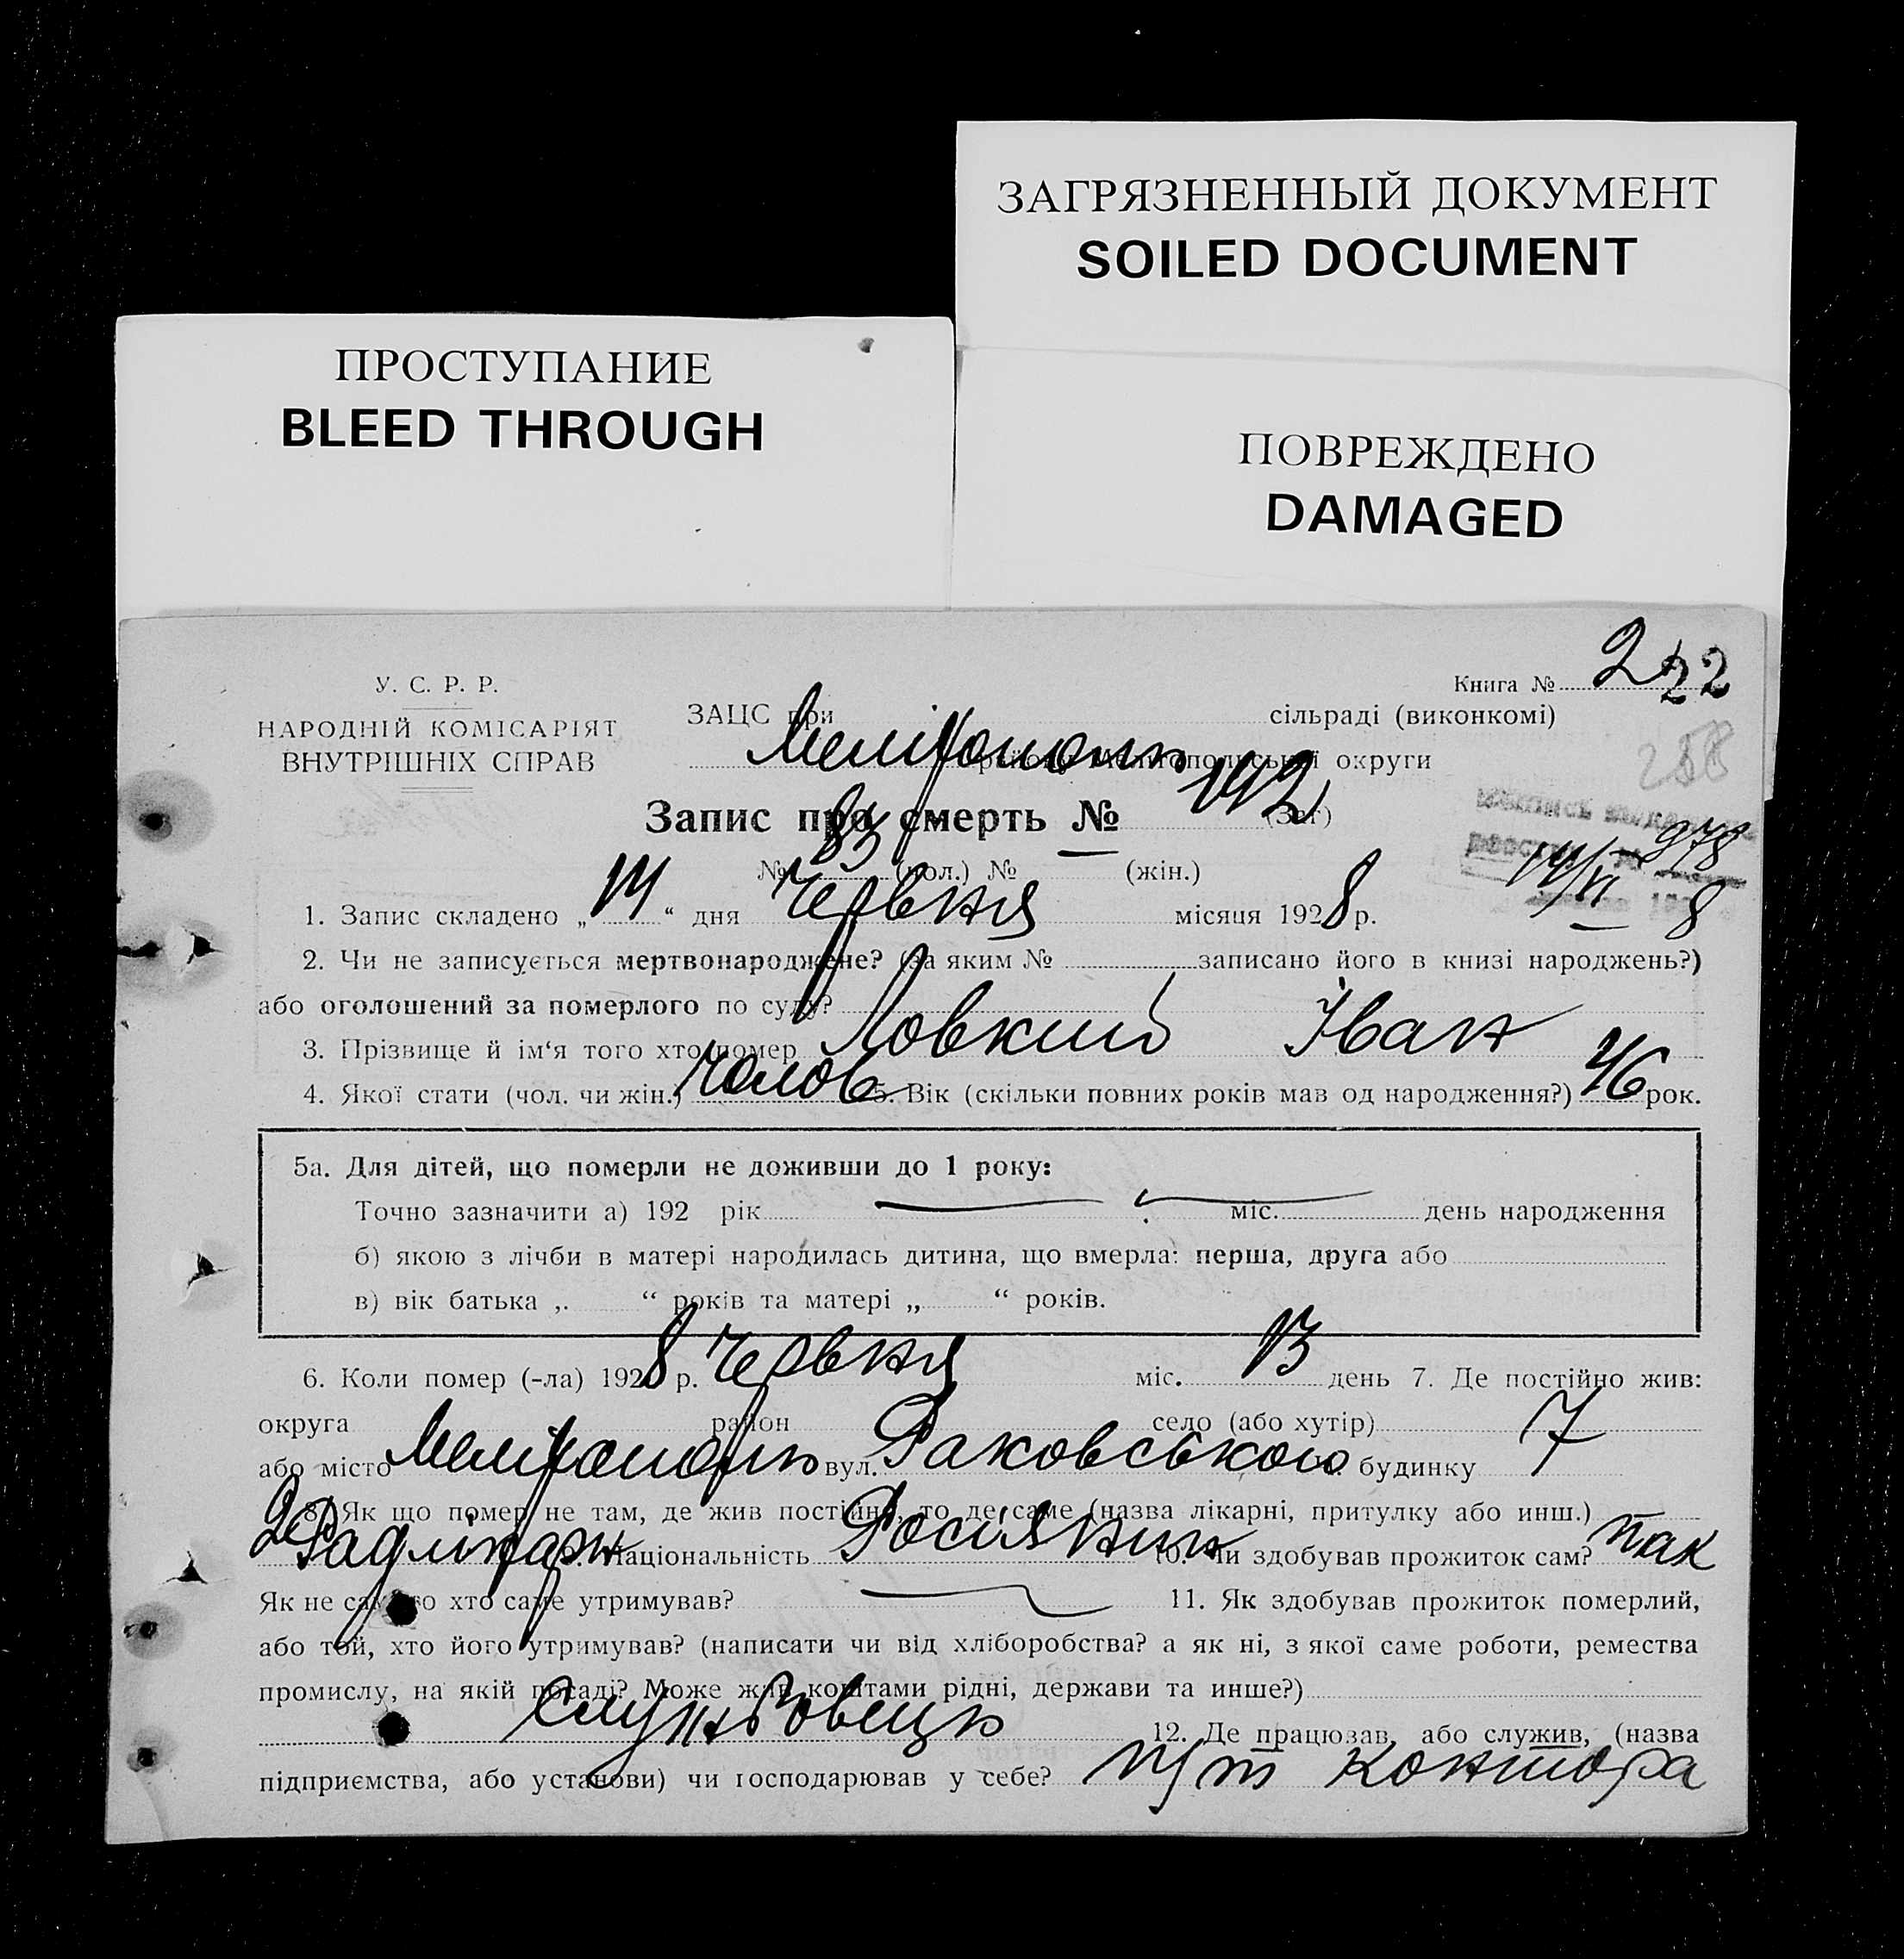 ЗАГРЯЗНЕННЫЙ ДОКУМЕНТ
SOILED DOCUMENT
ПРОСТУПАНИЕ
BLEED THROUGH
ПОВРЕЖДЕНО
DAMAGED
Книга № 2 22
258
У. С. Р. Р.
НАРОДНІЙ КОМІСАРІЯТ
ВНУТРІШНІХ СПРАВ
ЗАЦС при сільраді (виконкомі)
Мелітополь району Мелітопольської округи
Запис про смерть № 142 (заг)
№ 83 (чол.) № — (жін.)
378
14/VI 8
1. Запис складено „14“ дня Червня місяця 1928 р.
2. Чи не записується мертвонароджене? (за яким № записано його в книзі народжень?)
або оголошений за померлого по суду?
3. Прізвище й ім‘я того хто помер Ловкий Іван
4. Якої стати (чол. чи жін.) Чолов 5. Вік (скільки повних років мав од народження?) 46 рок.
5а. Для дітей, що померли не доживши до 1 року:
Точно зазначити а) 192 рік міс. день народження
б) якою з лічби в матері народилась дитина, що вмерла: перша, друга або
в) вік батька „ “ років та матері „ “ років.
6. Коли помер (-ла) 1928 р. Червня міс. 13 день 7. Де постійно жив:
округа район село (або хутір)
або місто Мелітополь вул. Раковського будинку 7
8. Як що помер не там, де жив постійно, то де саме (назва лікарні, притулку або инш.)
Радлікарн 9. Національність Росіянин 10. Чи здобував прожиток сам? так
Як не сам то хто саме утримував? 11. Як здобував прожиток померлий,
або той, хто його утримував? (написати чи від хліборобства? а як ні, з якої саме роботи, ремества
промислу, на якій посаді? Може жив коштами рідні, держави та инше?)
Службовець 12. Де працював, або служив, (назва
підприємства, або установи) чи господарював у себе? контора